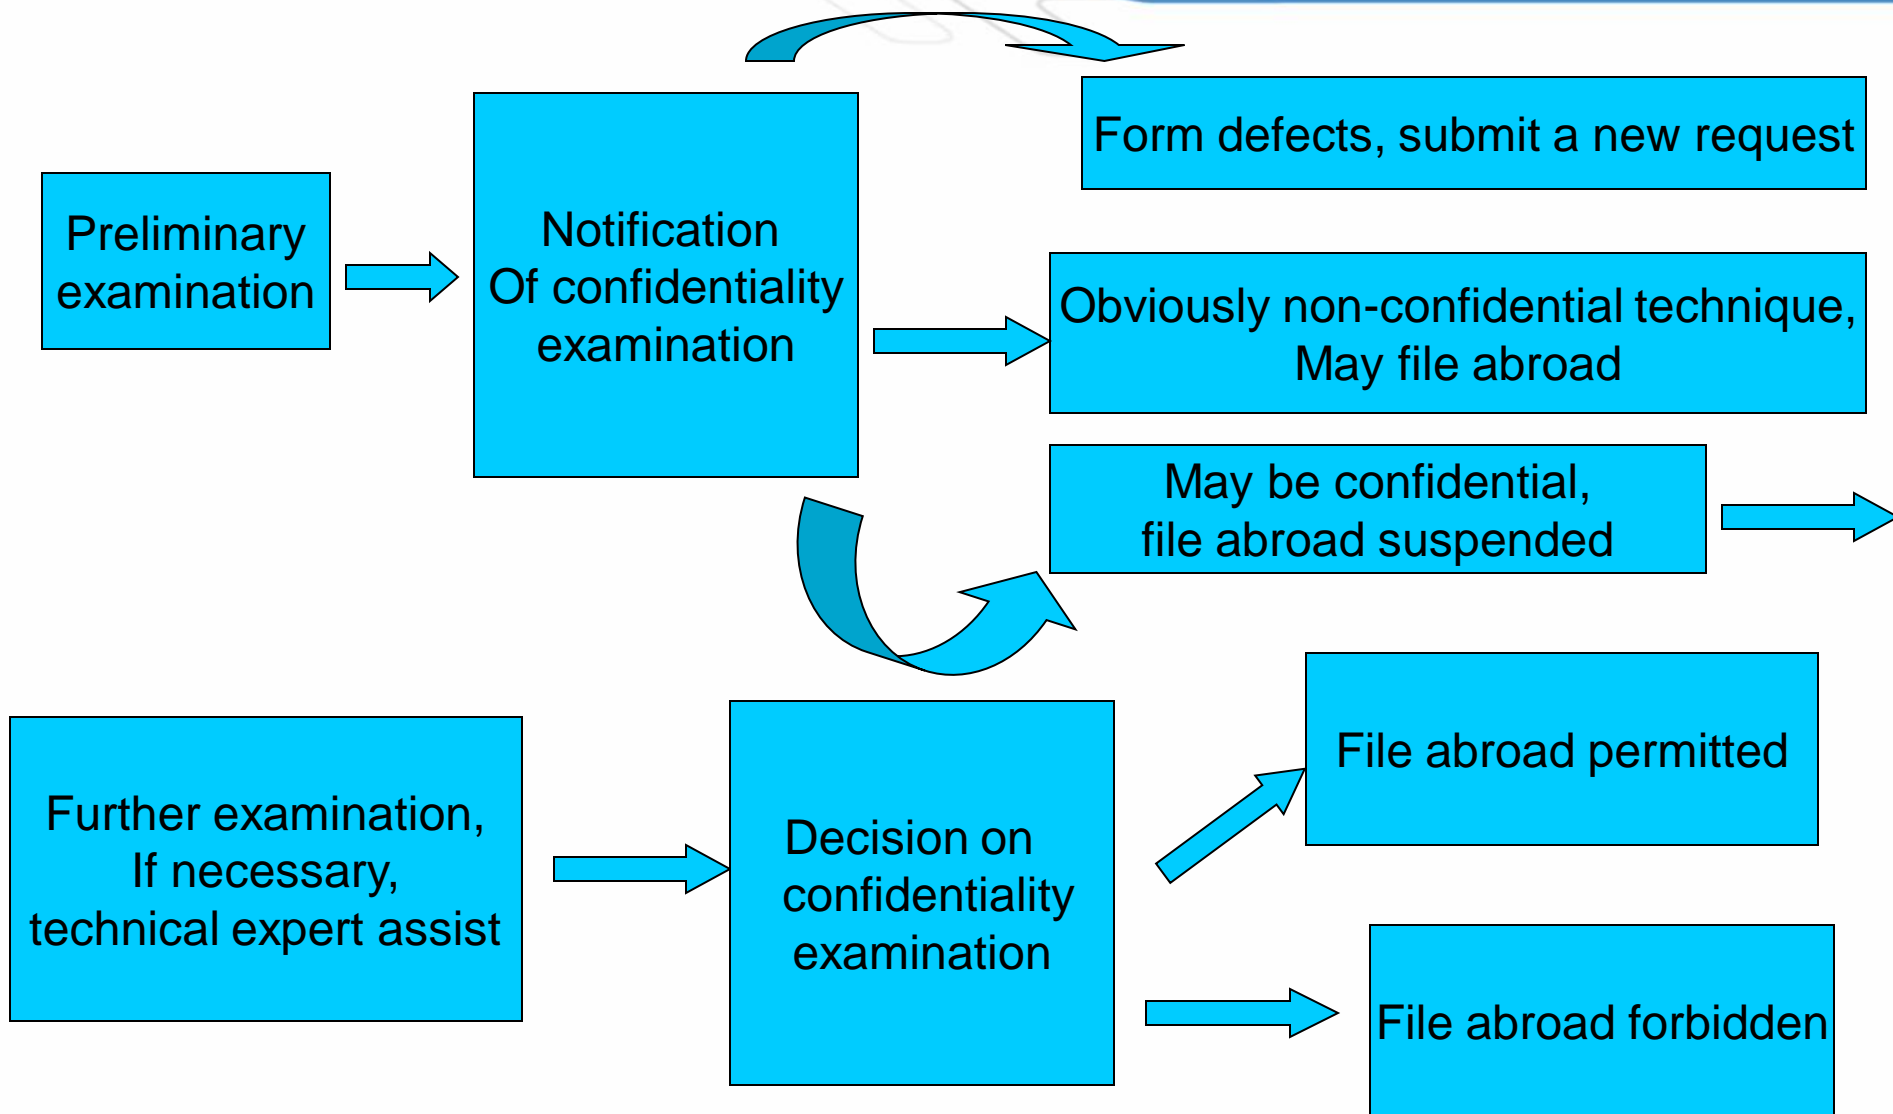 Preliminary
examination
Notification
Of confidentiality
examination
Form defects, submit a new request
Obviously non-confidential technique,
May file abroad
May be confidential,
file abroad suspended
Further examination,
If necessary,
technical expert assist
Decision on
confidentiality
examination
File abroad permitted
File abroad forbidden